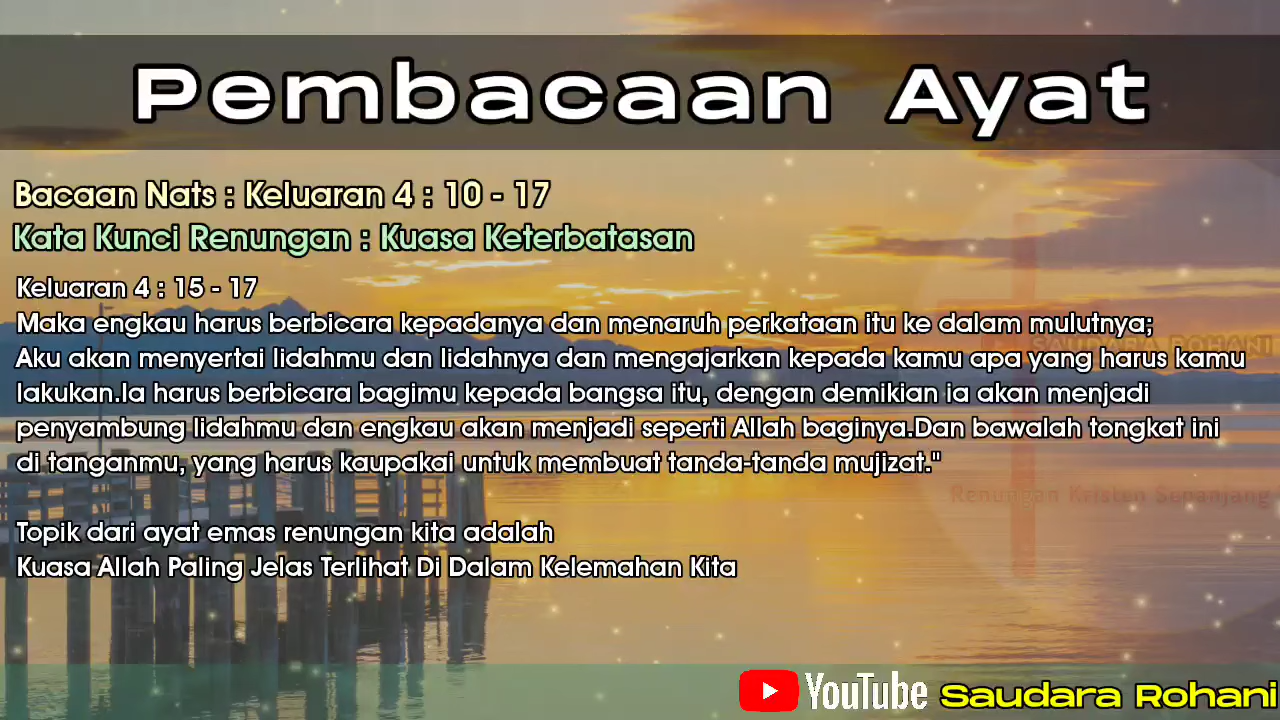 Pembacaan Ayat
Bacaan Nats : Keluaran 4 : 10 - 17
Kata Kunci Renungan : Kuasa Keterbatasan
Keluaran 4 : 15 - 17
Maka engkau harus berbicara kepadanya dan menaruh perkataan itu ke dalam mulutnya;
Aku akan menyertai lidahmu dan lidahnya dan mengajarkan kepada kamu apa yang harus kamu
lakukan.Ia harus berbicara bagimu kepada bangsa itu, dengan demikian ia akan menjadi
penyambung lidahmu dan engkau akan menjadi seperti Allah baginya.Dan bawalah tongkat ini
di tanganmu, yang harus kaupakai untuk membuat tanda-tanda mujizat."
SAUDARA ROHANI
Renungan Kristen Sepanjang
Topik dari ayat emas renungan kita adalah
Kuasa Allah Paling Jelas Terlihat Di Dalam Kelemahan Kita
YouTube Saudara Rohani